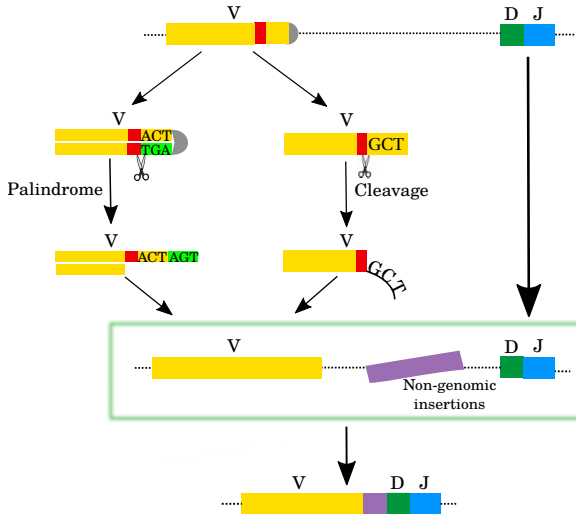 V
D J
V
V
ACT
TGA
GCT
Palindrome
Cleavage
V
V
ACT AGT
GCT
V
D J
Non-genomic
insertions
V
D J